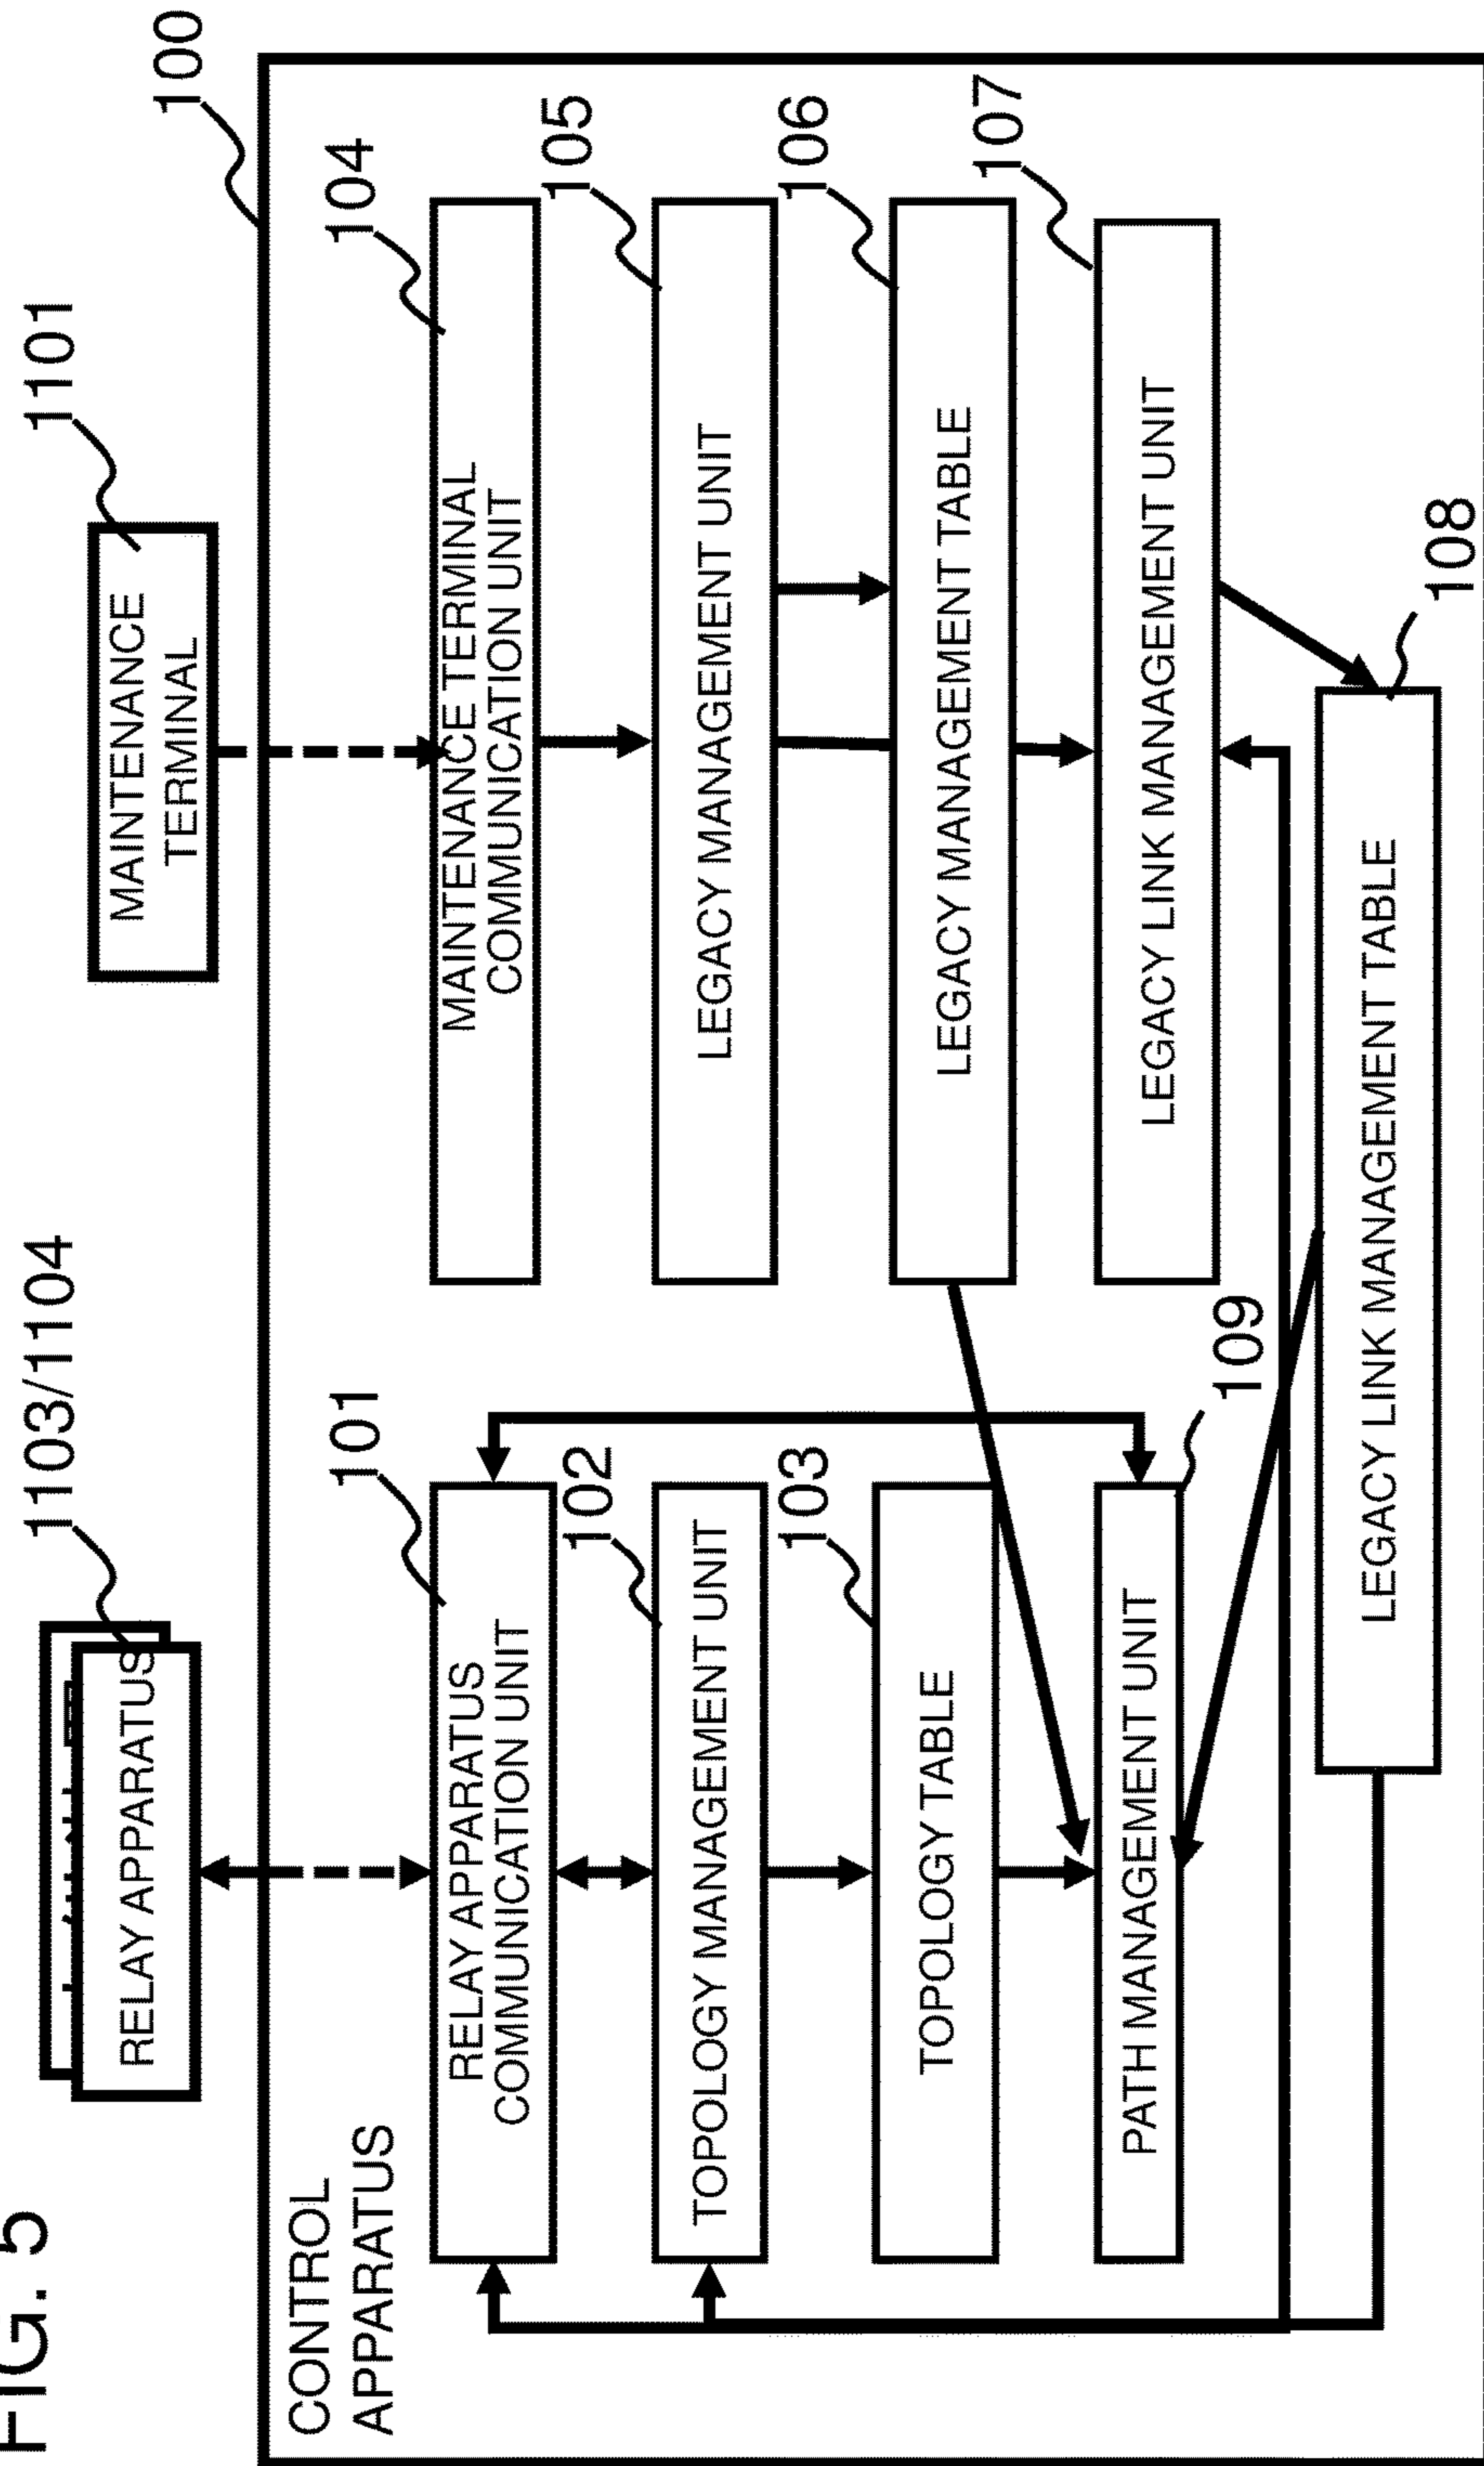 FIG. 5
1103/1104
1101
RELAY APPARATUS
MAINTENANCE
TERMINAL
100
CONTROL
APPARATUS
101
104
RELAY APPARATUS
COMMUNICATION UNIT
MAINTENANCE TERMINAL
COMMUNICATION UNIT
102
105
TOPOLOGY MANAGEMENT UNIT
LEGACY MANAGEMENT UNIT
103
106
TOPOLOGY TABLE
LEGACY MANAGEMENT TABLE
107
PATH MANAGEMENT UNIT
LEGACY LINK MANAGEMENT UNIT
109
108
LEGACY LINK MANAGEMENT TABLE